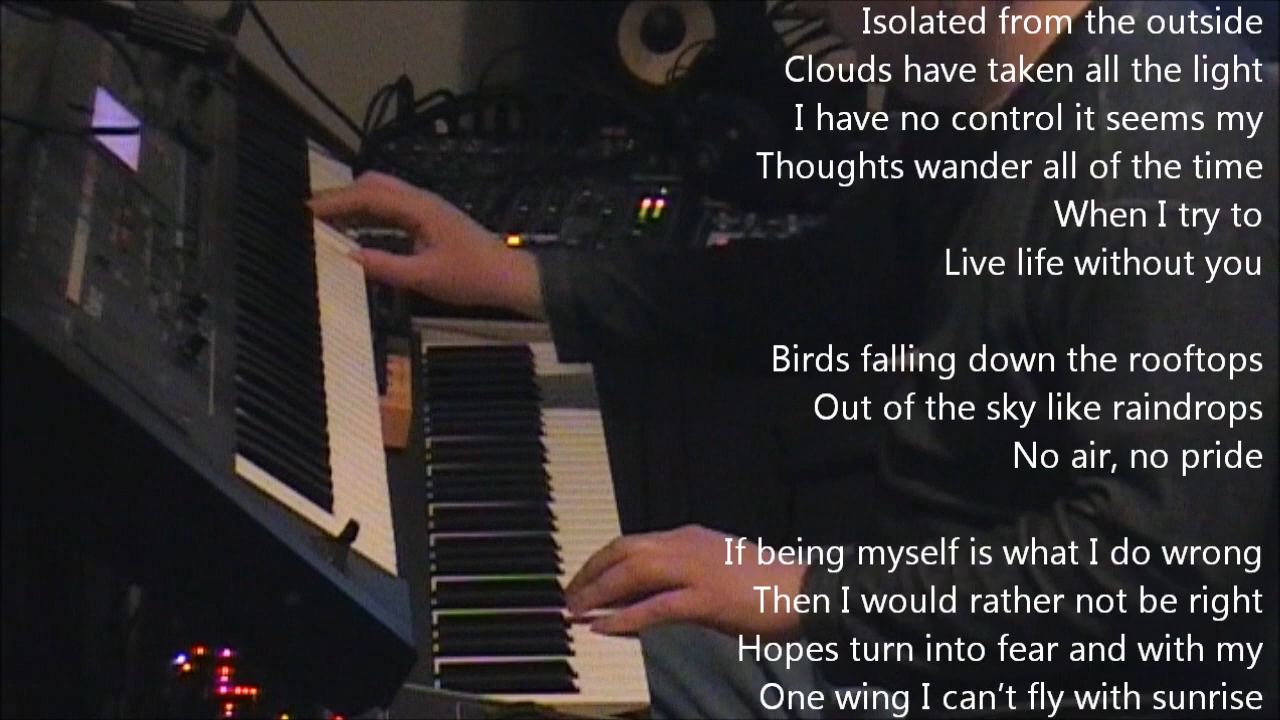 Isolated from the outside
Clouds have taken all the light
I have no control it seems my
Thoughts wander all of the time
When I try to
Live life without you
Birds falling down the rooftops
Out of the sky like raindrops
No air, no pride
If being myself is what I do wrong
Then I would rather not be right
Hopes turn into fear and with my
One wing I can’t fly with sunrise